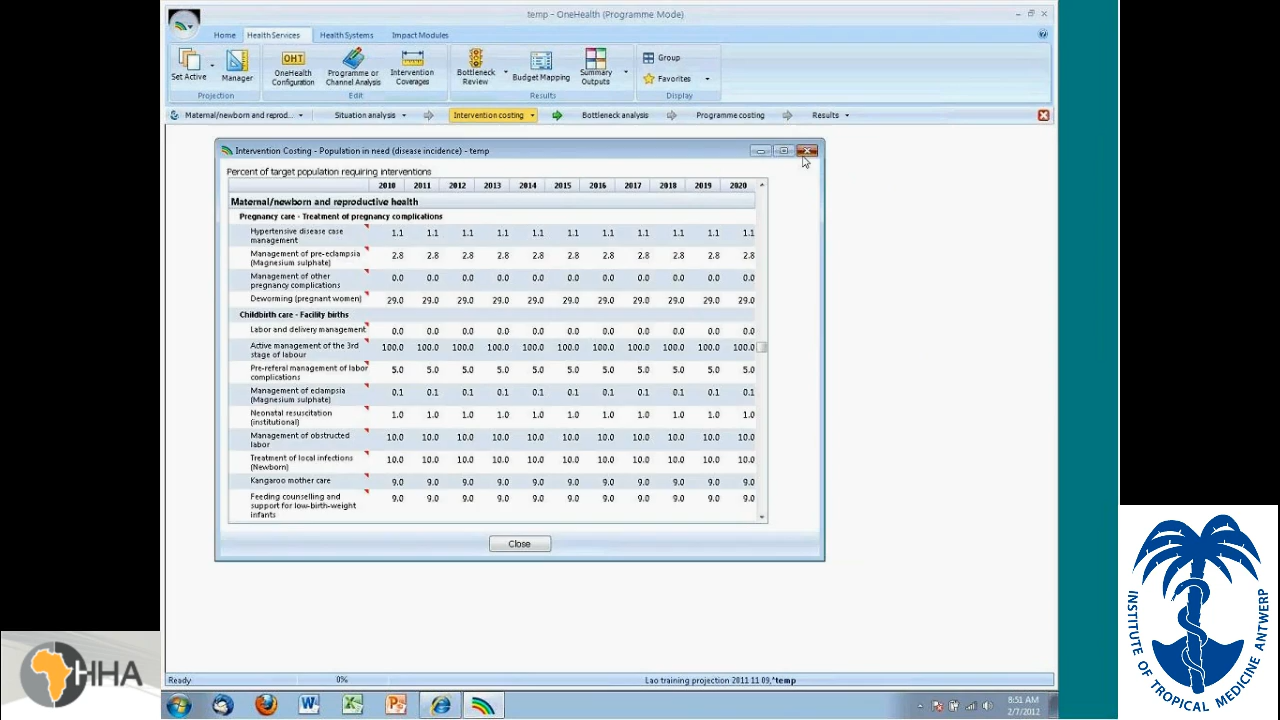 temp - OneHealth (Programme Mode)
Home Health Services Health Systems Impact Modules
Set Active Manager OneHealth Configuration Programme or Channel Analysis Intervention Coverages Bottleneck Review Budget Mapping Summary Outputs Group Favorites
Projection Edit Results Display
Maternal/newborn and reprod... Situation analysis Intervention costing Bottleneck analysis Programme costing Results
Intervention Costing - Population in need (disease incidence) - temp
Percent of target population requiring interventions
2010 2011 2012 2013 2014 2015 2016 2017 2018 2019 2020
Maternal/newborn and reproductive health
Pregnancy care - Treatment of pregnancy complications
Hypertensive disease case management 1.1 1.1 1.1 1.1 1.1 1.1 1.1 1.1 1.1 1.1 1.1
Management of pre-eclampsia (Magnesium sulphate) 2.8 2.8 2.8 2.8 2.8 2.8 2.8 2.8 2.8 2.8 2.8
Management of other pregnancy complications 0.0 0.0 0.0 0.0 0.0 0.0 0.0 0.0 0.0 0.0 0.0
Deworming (pregnant women) 29.0 29.0 29.0 29.0 29.0 29.0 29.0 29.0 29.0 29.0 29.0
Childbirth care - Facility births
Labor and delivery management 0.0 0.0 0.0 0.0 0.0 0.0 0.0 0.0 0.0 0.0 0.0
Active management of the 3rd stage of labour 100.0 100.0 100.0 100.0 100.0 100.0 100.0 100.0 100.0 100.0 100.0
Pre-referal management of labor complications 5.0 5.0 5.0 5.0 5.0 5.0 5.0 5.0 5.0 5.0 5.0
Management of eclampsia (Magnesium sulphate) 0.1 0.1 0.1 0.1 0.1 0.1 0.1 0.1 0.1 0.1 0.1
Neonatal resuscitation (institutional) 1.0 1.0 1.0 1.0 1.0 1.0 1.0 1.0 1.0 1.0 1.0
Management of obstructed labor 10.0 10.0 10.0 10.0 10.0 10.0 10.0 10.0 10.0 10.0 10.0
Treatment of local infections (Newborn) 10.0 10.0 10.0 10.0 10.0 10.0 10.0 10.0 10.0 10.0 10.0
Kangaroo mother care 9.0 9.0 9.0 9.0 9.0 9.0 9.0 9.0 9.0 9.0 9.0
Feeding counselling and support for low-birth-weight infants 9.0 9.0 9.0 9.0 9.0 9.0 9.0 9.0 9.0 9.0 9.0
Close
Ready 0% Lao training projection 2011 11 09,^temp
8:51 AM
2/7/2012
HHA
INSTITUTE OF TROPICAL MEDICINE ANTWERP